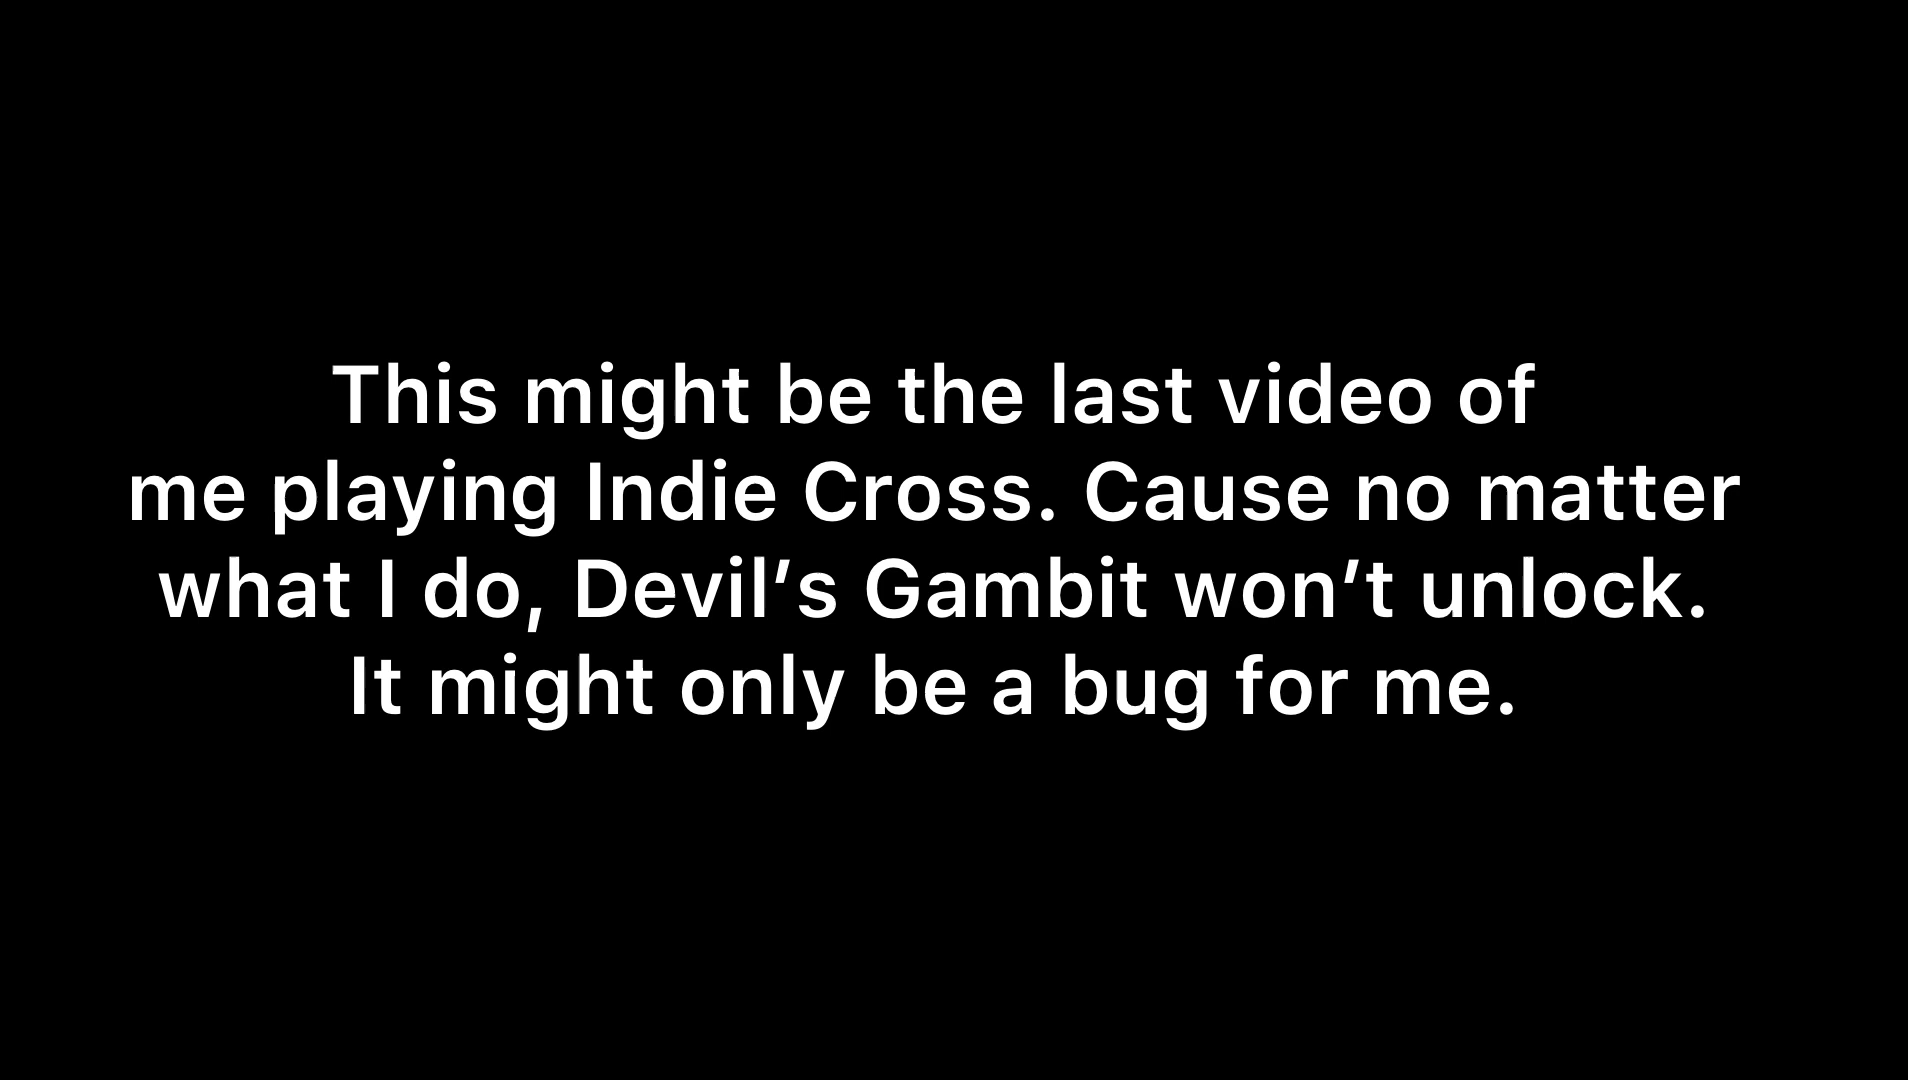 This might be the last video of
me playing Indie Cross. Cause no matter
what I do, Devil’s Gambit won’t unlock.
It might only be a bug for me.